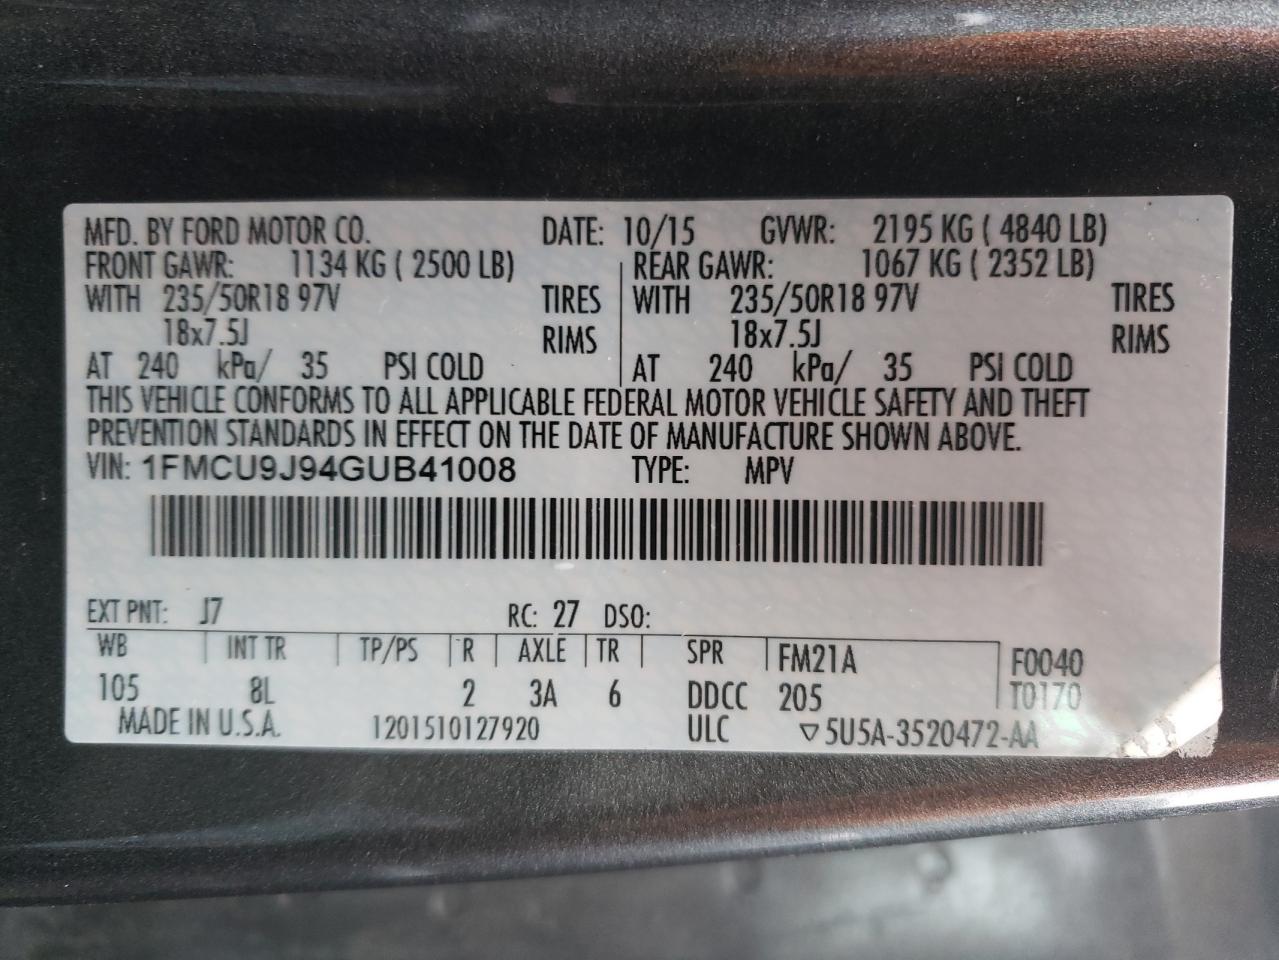 MFD. BY FORD MOTOR CO. DATE: 10/15 GVWR: 2195 KG ( 4840 LB)
FRONT GAWR: 1134 KG ( 2500 LB) REAR GAWR: 1067 KG ( 2352 LB)
WITH 235/50R18 97V TIRES WITH 235/50R18 97V TIRES
18x7.5J RIMS 18x7.5J RIMS
AT 240 kPa/ 35 PSI COLD AT 240 kPa/ 35 PSI COLD
THIS VEHICLE CONFORMS TO ALL APPLICABLE FEDERAL MOTOR VEHICLE SAFETY AND THEFT
PREVENTION STANDARDS IN EFFECT ON THE DATE OF MANUFACTURE SHOWN ABOVE.
VIN: 1FMCU9J94GUB41008 TYPE: MPV
EXT PNT: J7 RC: 27 DSO:
WB INT TR TP/PS R AXLE TR SPR FM21A F0040
105 8L 2 3A 6 DDCC 205 T0170
MADE IN U.S.A. 1201510127920 ULC ▽5U5A-3520472-AA